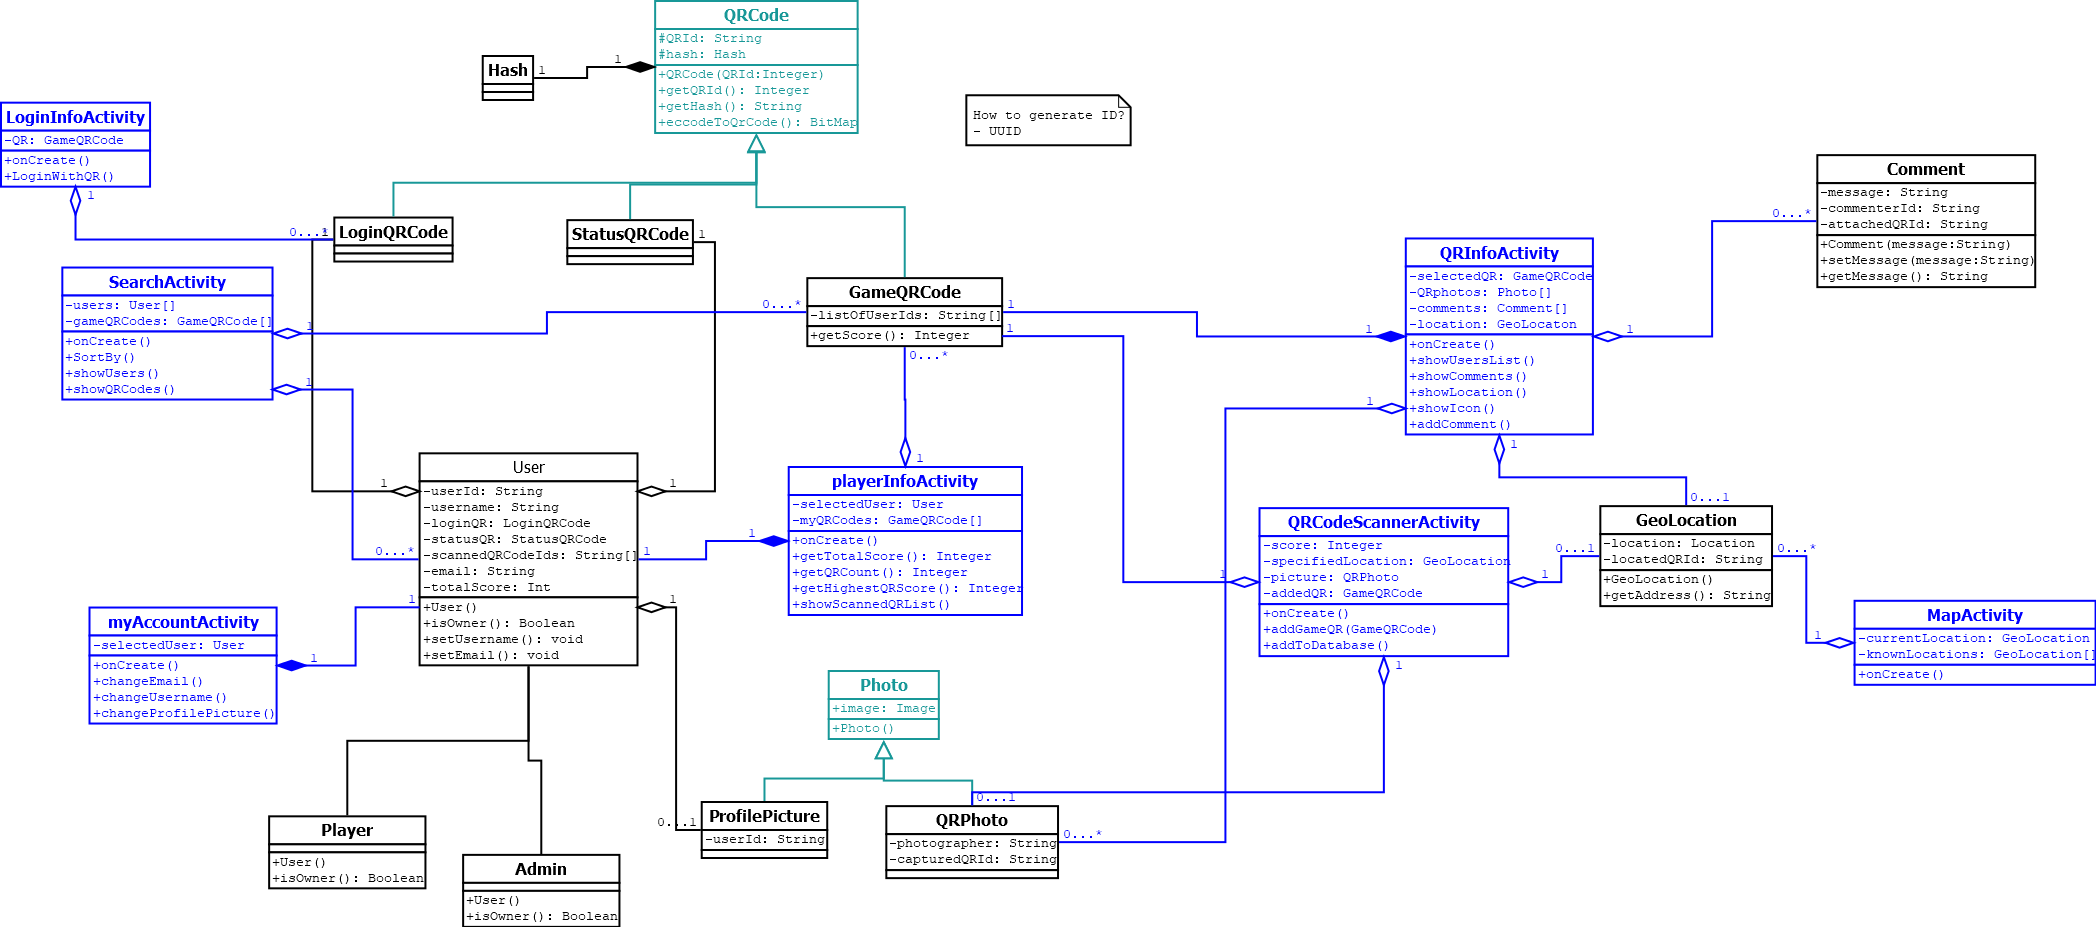 QRCode
#QRId: String
#hash: Hash
+QRCode(QRId:Integer)
+getQRId(): Integer
+getHash(): String
+eccodeToQrCode(): BitMap
Hash
1
1
How to generate ID?
- UUID
LoginInfoActivity
-QR: GameQRCode
+onCreate()
+LoginWithQR()
1
0...*
1
LoginQRCode
StatusQRCode
1
Comment
-message: String
-commenterId: String
-attachedQRId: String
+Comment(message:String)
+setMessage(message:String)
+getMessage(): String
0...*
SearchActivity
-users: User[]
-gameQRCodes: GameQRCode[]
+onCreate()
+SortBy()
+showUsers()
+showQRCodes()
1
1
0...*
GameQRCode
-listOfUserIds: String[]
+getScore(): Integer
1
1
0...*
QRInfoActivity
-selectedQR: GameQRCode
-QRphotos: Photo[]
-comments: Comment[]
-location: GeoLocaton
+onCreate()
+showUsersList()
+showComments()
+showLocation()
+showIcon()
+addComment()
1
1
1
1
User
-userId: String
-username: String
-loginQR: LoginQRCode
-statusQR: StatusQRCode
-scannedQRCodeIds: String[]
-email: String
-totalScore: Int
+User()
+isOwner(): Boolean
+setUsername(): void
+setEmail(): void
1
1
0...*
1
1
1
playerInfoActivity
-selectedUser: User
-myQRCodes: GameQRCode[]
+onCreate()
+getTotalScore(): Integer
+getQRCount(): Integer
+getHighestQRScore(): Integer
+showScannedQRList()
1
1
QRCodeScannerActivity
-score: Integer
-specifiedLocation: GeoLocation
-picture: QRPhoto
-addedQR: GameQRCode
+onCreate()
+addGameQR(GameQRCode)
+addToDatabase()
1
1
1
GeoLocation
-location: Location
-locatedQRId: String
+GeoLocation()
+getAddress(): String
0...1
0...1
0...*
MapActivity
-currentLocation: GeoLocation
-knownLocations: GeoLocation[]
+onCreate()
1
myAccountActivity
-selectedUser: User
+onCreate()
+changeEmail()
+changeUsername()
+changeProfilePicture()
1
Photo
+image: Image
+Photo()
Player
+User()
+isOwner(): Boolean
Admin
+User()
+isOwner(): Boolean
0...1
ProfilePicture
-userId: String
0...1
QRPhoto
-photographer: String
-capturedQRId: String
0...*